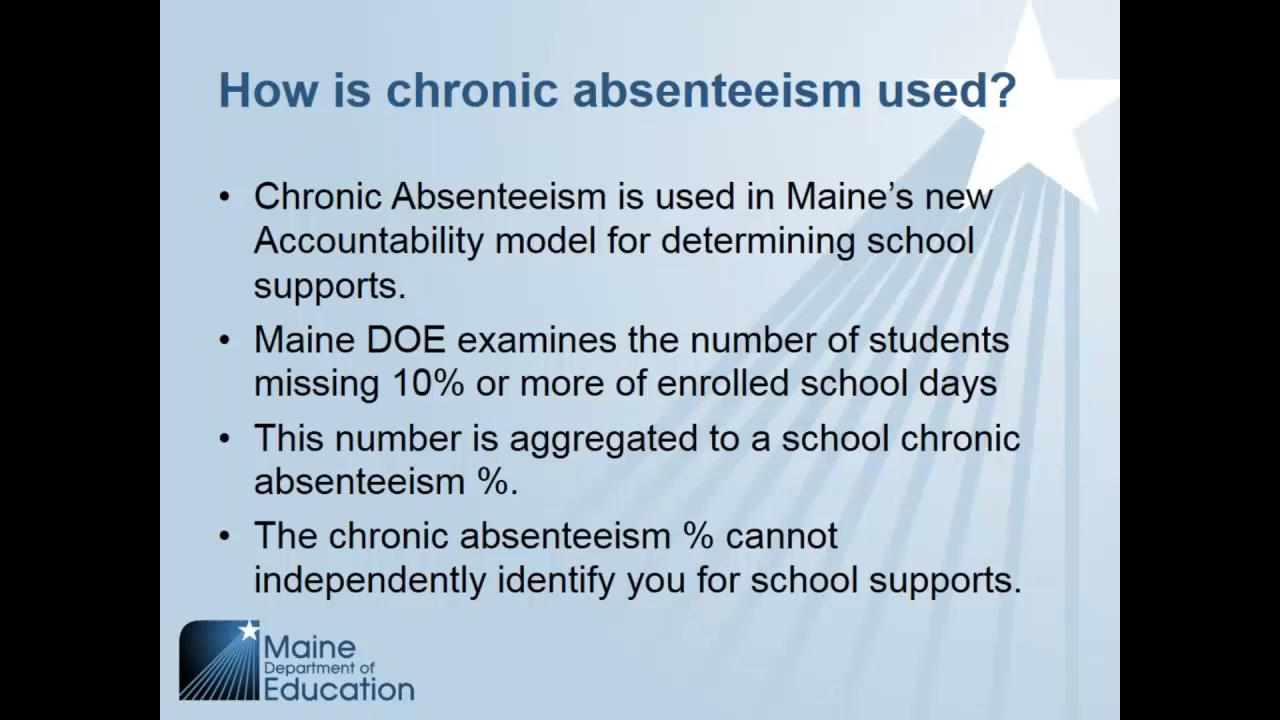 How is chronic absenteeism used?
• Chronic Absenteeism is used in Maine’s new
Accountability model for determining school
supports.
• Maine DOE examines the number of students
missing 10% or more of enrolled school days
• This number is aggregated to a school chronic
absenteeism %.
• The chronic absenteeism % cannot
independently identify you for school supports.
Maine
Department of
Education